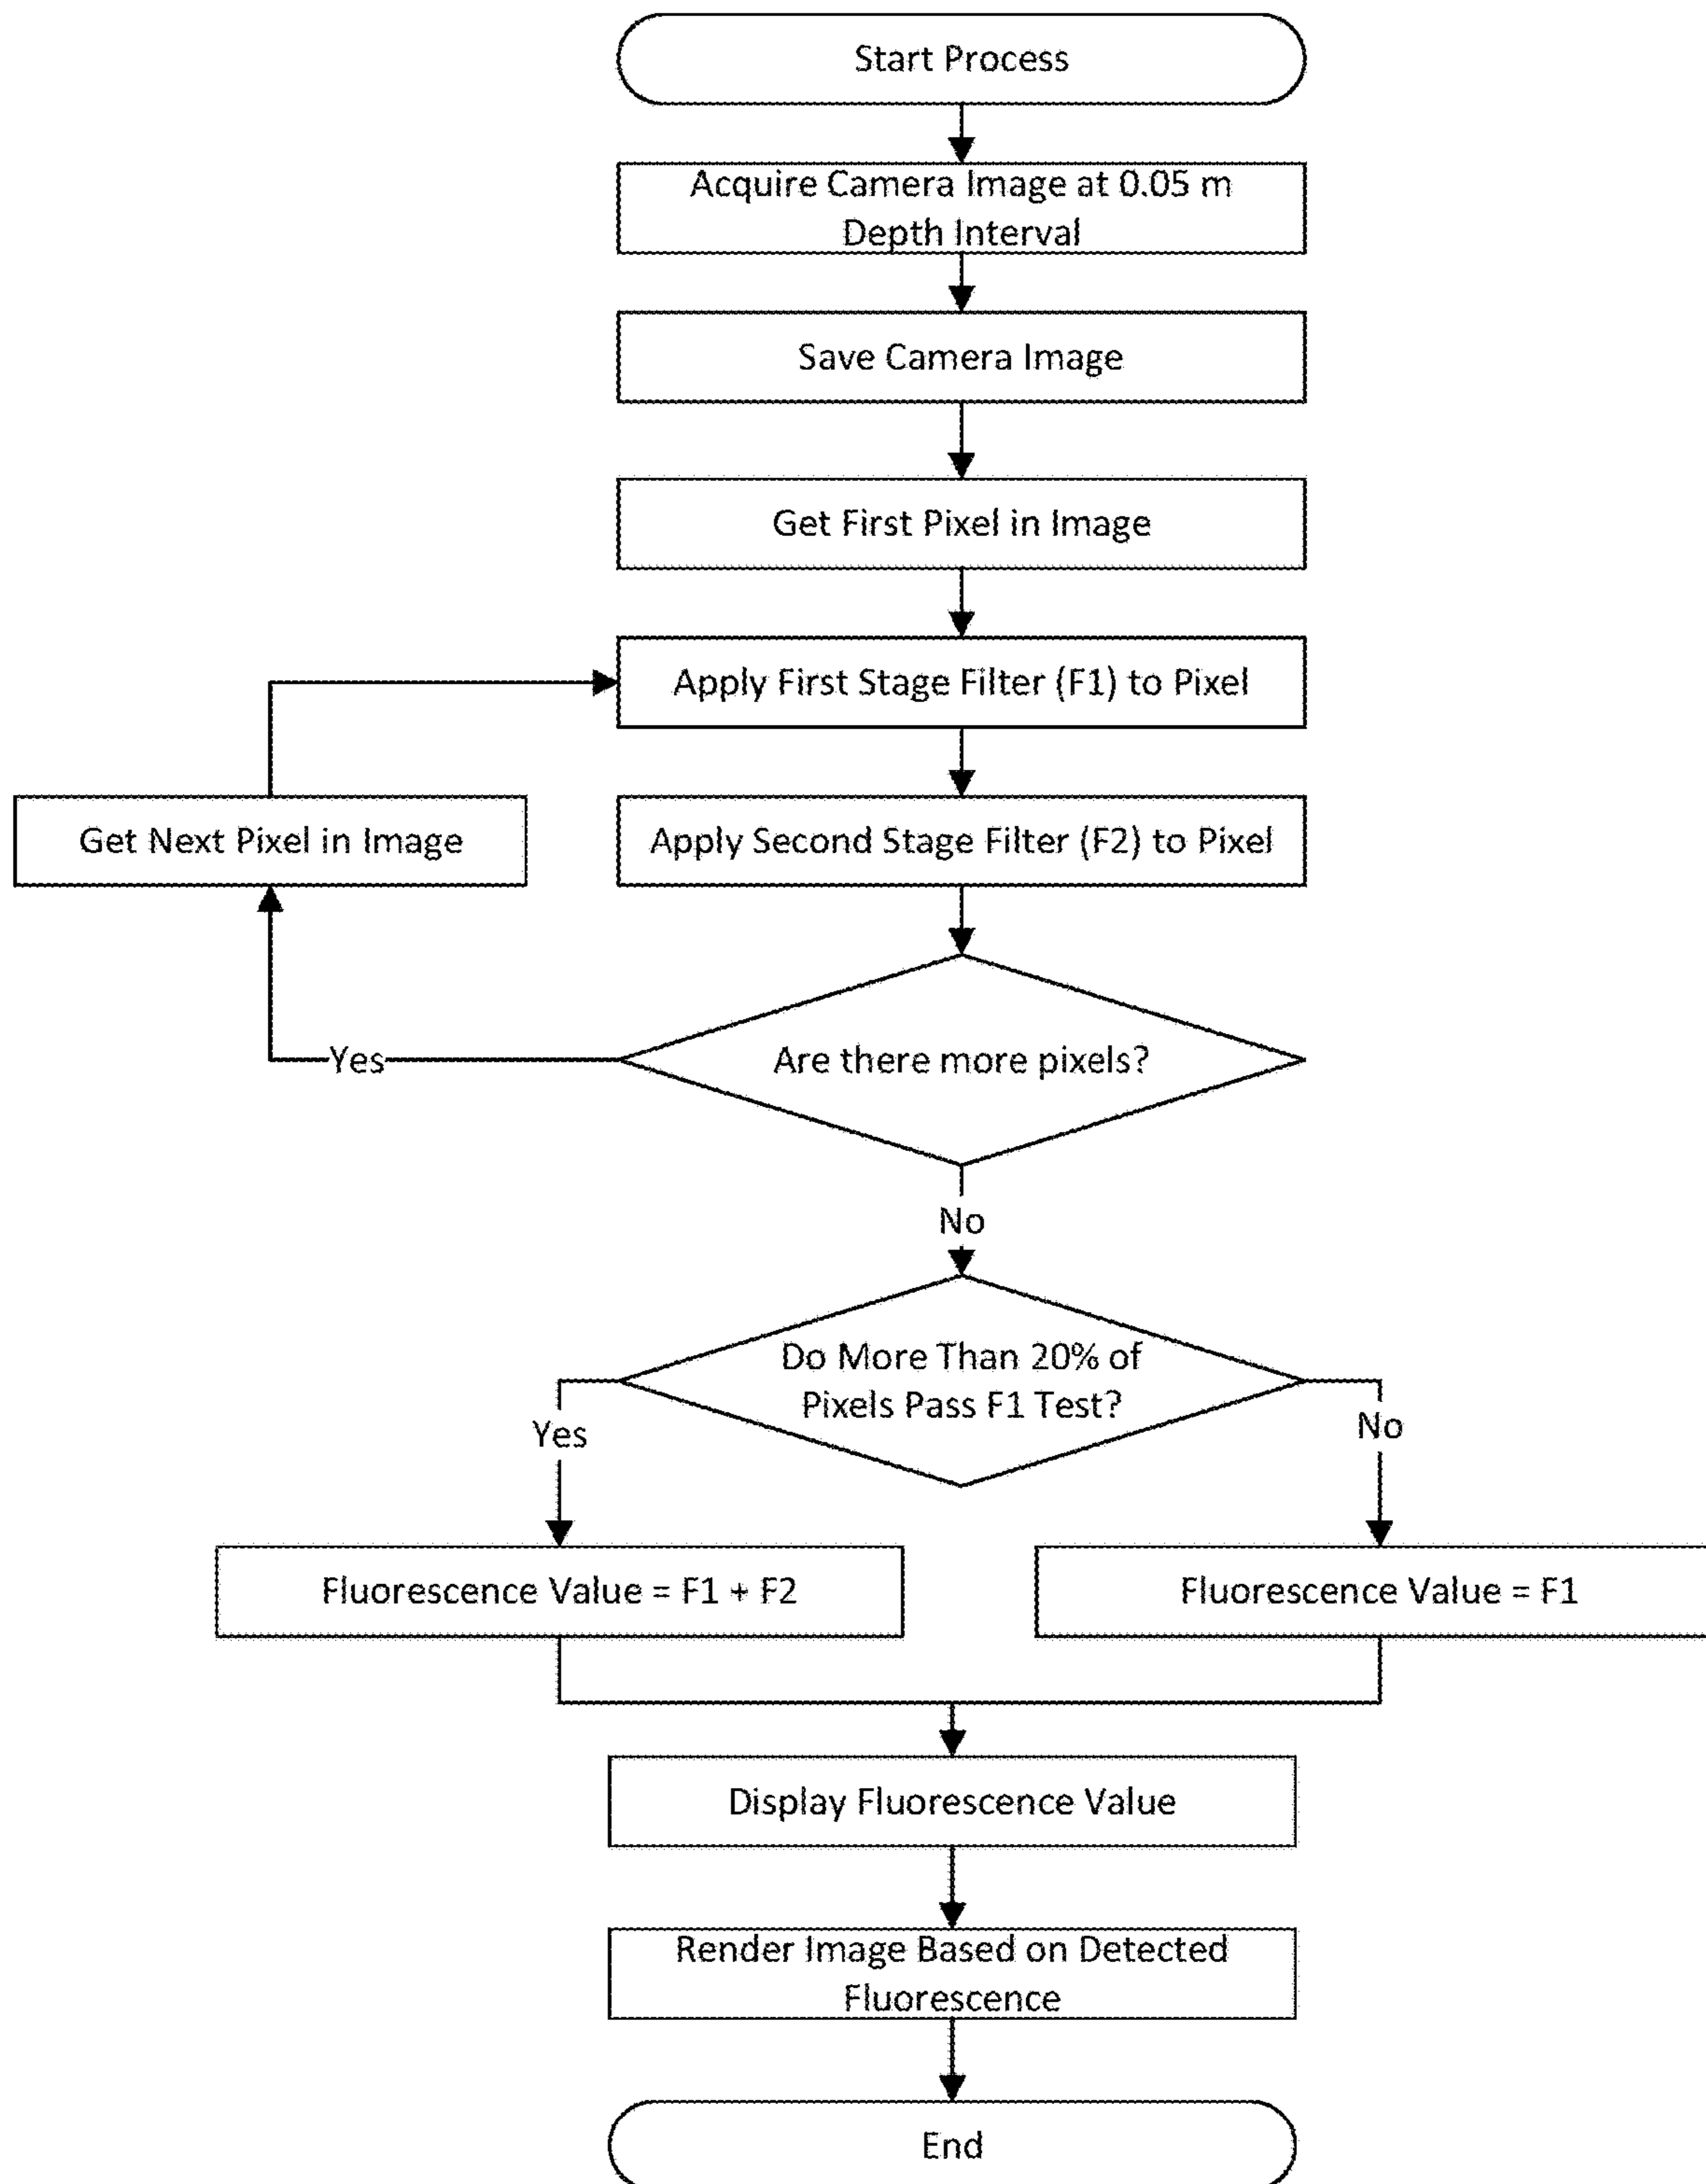 Start Process
Acquire Camera Image at 0.05 m
Depth Interval
Save Camera Image
Get First Pixel in Image
Apply First Stage Filter (F1) to Pixel
Get Next Pixel in Image
Apply Second Stage Filter (F2) to Pixel
Are there more pixels?
Yes
No
Do More Than 20% of
Pixels Pass F1 Test?
Yes
No
Fluorescence Value = F1 + F2
Fluorescence Value = F1
Display Fluorescence Value
Render Image Based on Detected
Fluorescence
End